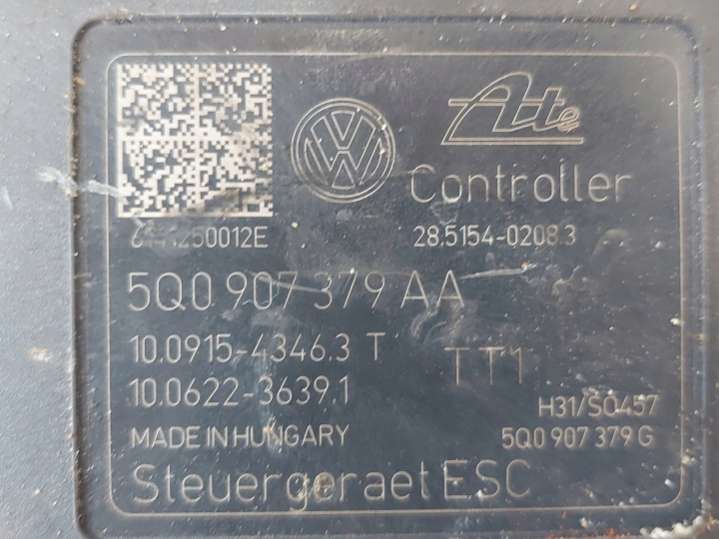 Ate
Controller
28.5154-0208.3
5Q0 907 379 AA
10.0915-4346.3 T
TT1
10.0622-3639.1
H31/S0457
MADE IN HUNGARY
5Q0 907 379 G
Steuergeraet ESC